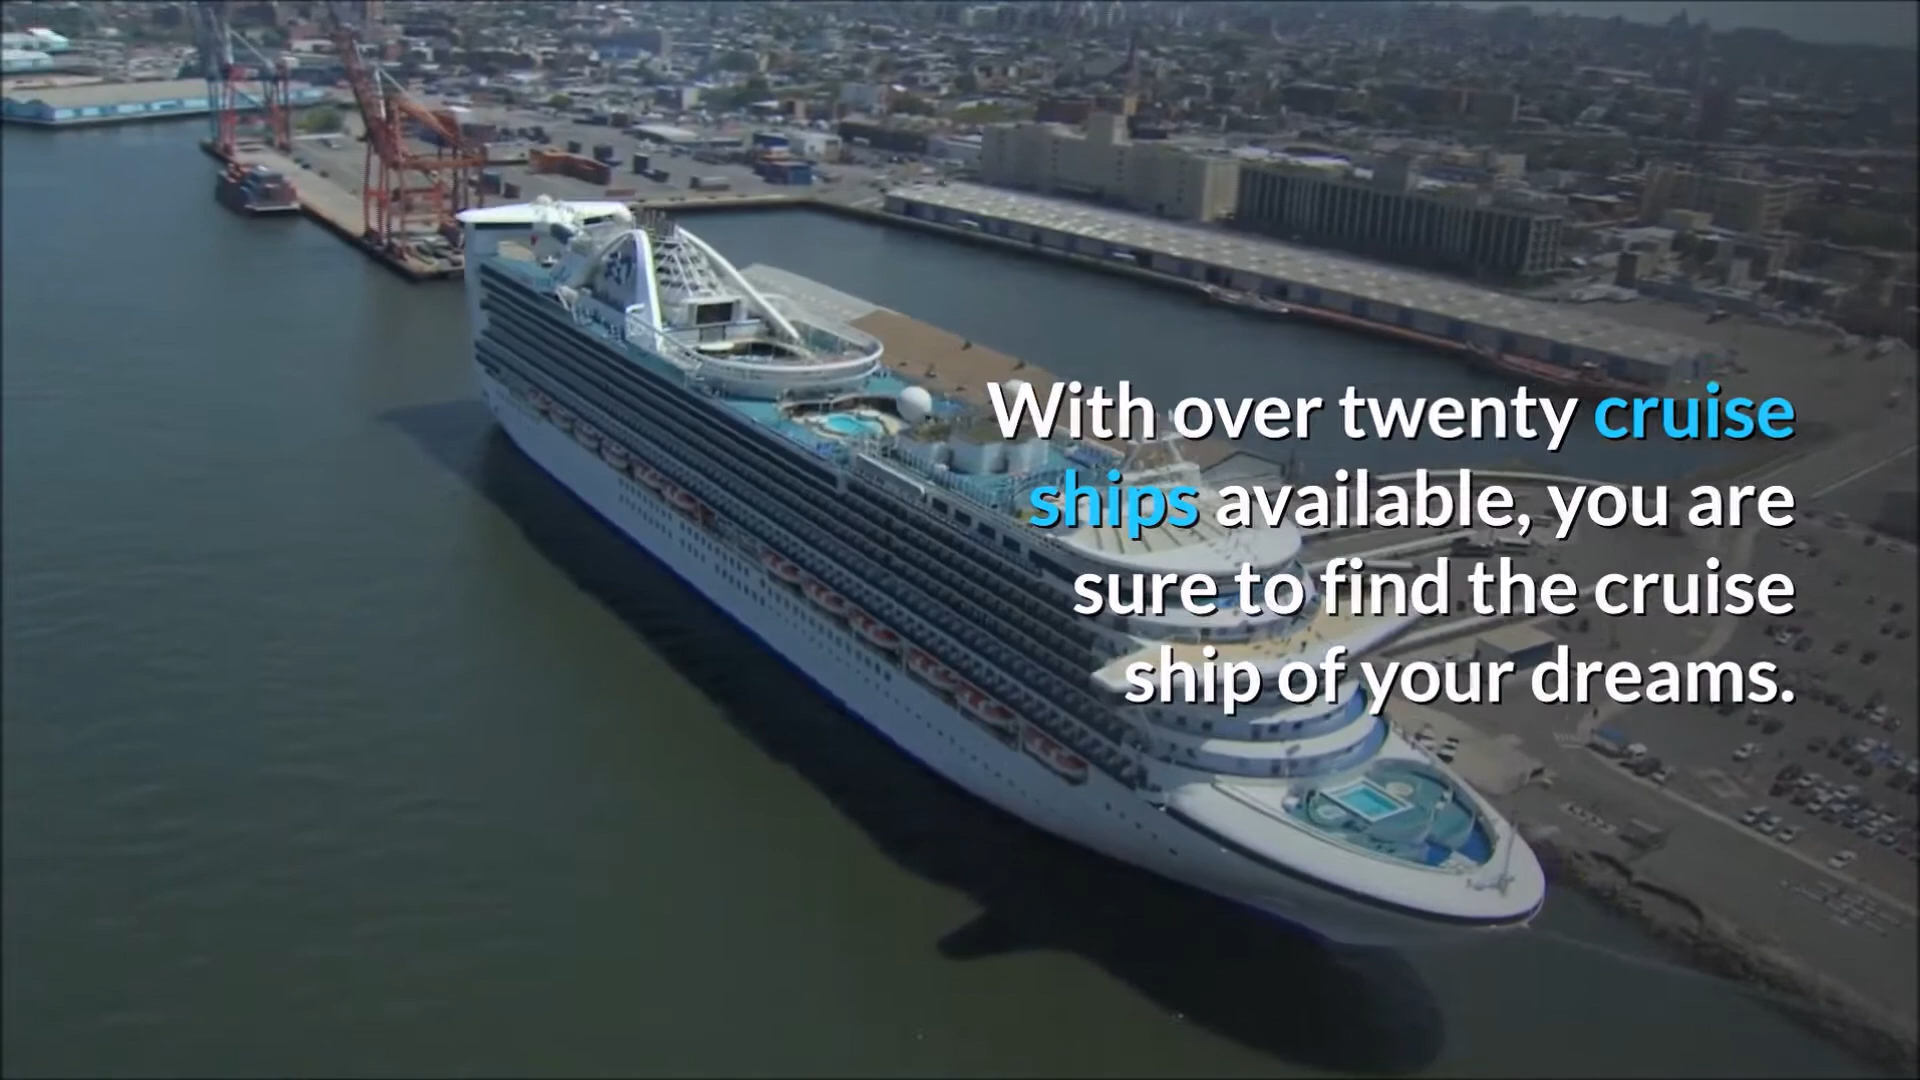 With over twenty cruise
ships available, you are
sure to find the cruise
ship of your dreams.